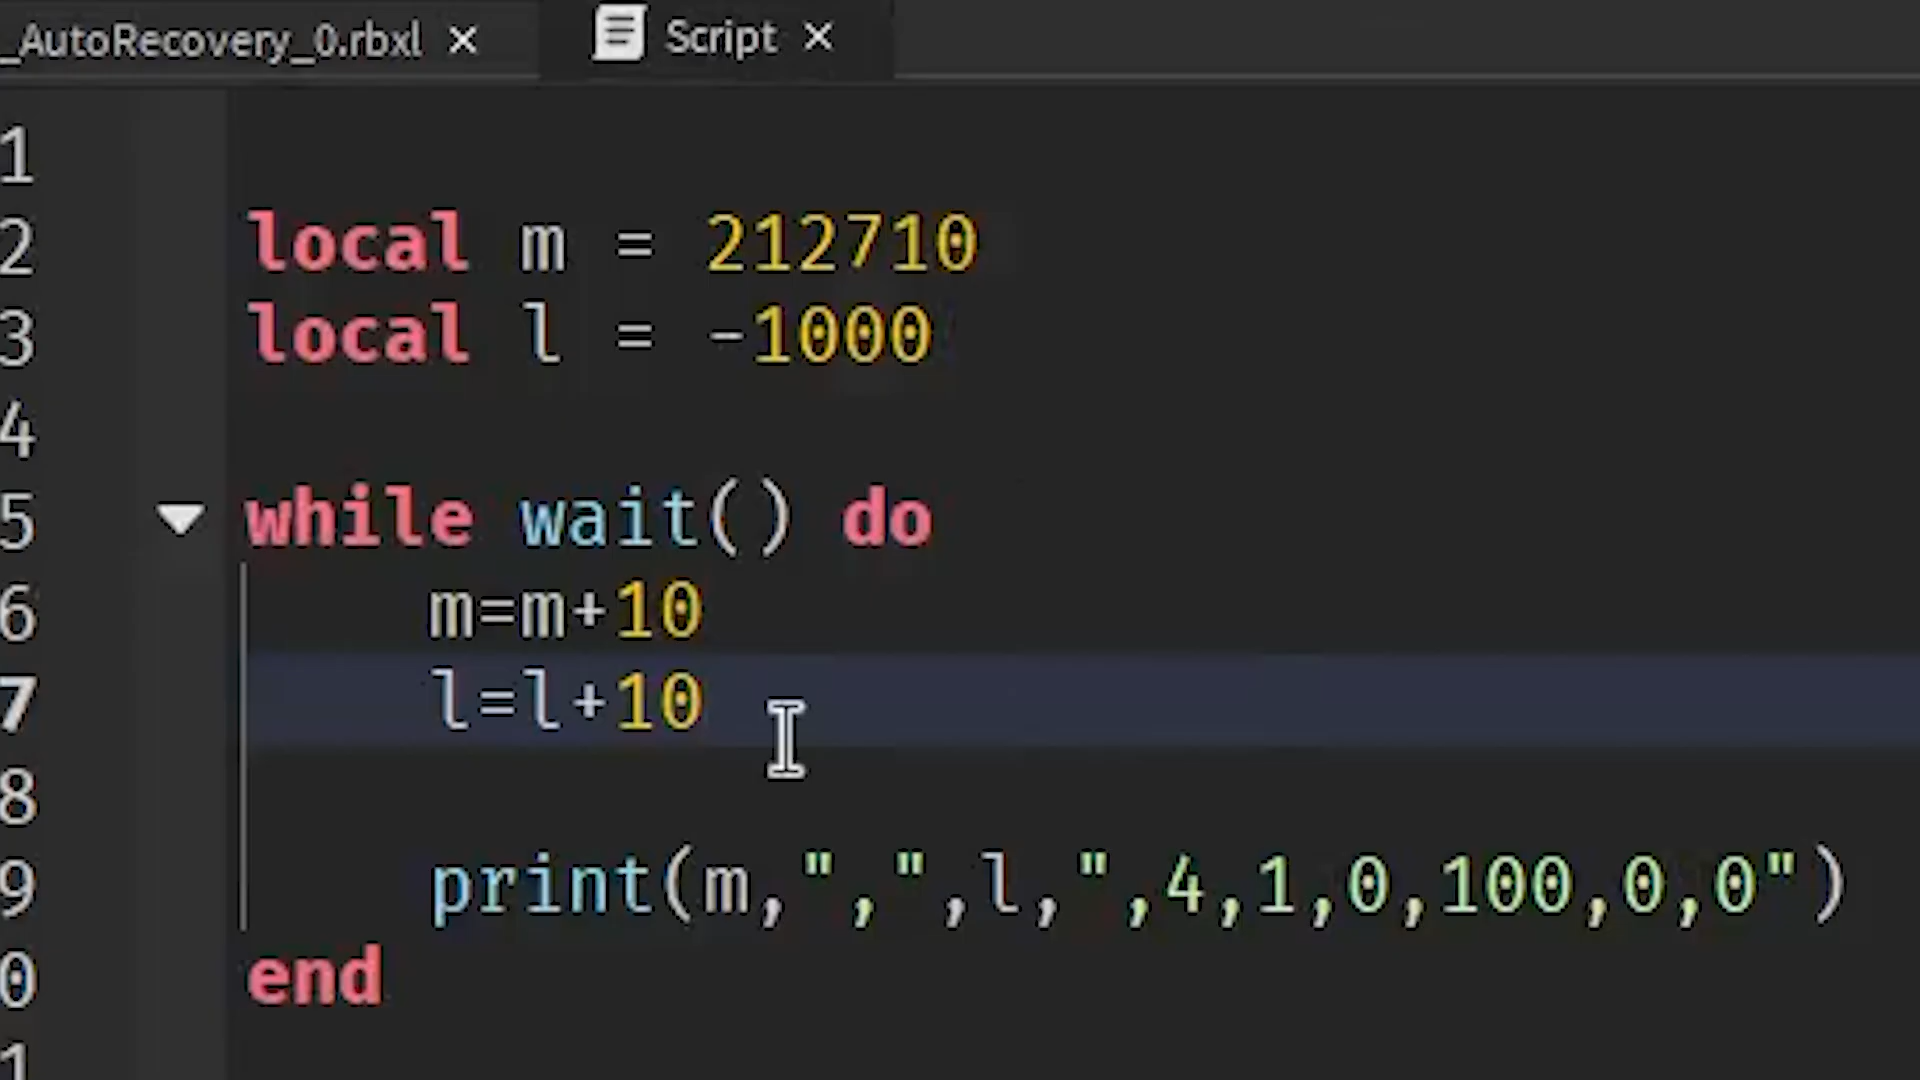 _AutoRecovery_0.rbxl × Script ×
1
2 local m = 212710
3 local l = -1000
4
5 while wait() do
6 m=m+10
7 l=l+10
8
9 print(m,",",l,",4,1,0,100,0,0")
0 end
1